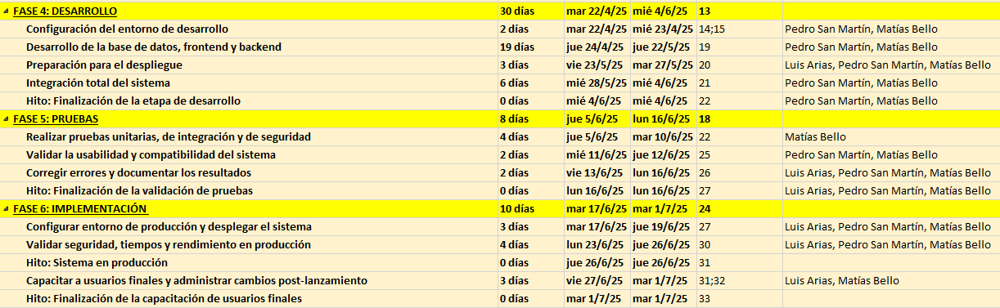 FASE 4: DESARROLLO 30 días mar 22/4/25 mié 4/6/25 13
Configuración del entorno de desarrollo 2 días mar 22/4/25 mié 23/4/25 14;15 Pedro San Martín, Matías Bello
Desarrollo de la base de datos, frontend y backend 19 días jue 24/4/25 jue 22/5/25 19 Pedro San Martín, Matías Bello
Preparación para el despliegue 3 días vie 23/5/25 mar 27/5/25 20 Luis Arias, Pedro San Martín, Matías Bello
Integración total del sistema 6 días mié 28/5/25 mié 4/6/25 21 Pedro San Martín, Matías Bello
Hito: Finalización de la etapa de desarrollo 0 días mié 4/6/25 mié 4/6/25 22 Pedro San Martín, Matías Bello
FASE 5: PRUEBAS 8 días jue 5/6/25 lun 16/6/25 18
Realizar pruebas unitarias, de integración y de seguridad 4 días jue 5/6/25 mar 10/6/25 22 Matías Bello
Validar la usabilidad y compatibilidad del sistema 2 días mié 11/6/25 jue 12/6/25 25 Pedro San Martín, Matías Bello
Corregir errores y documentar los resultados 2 días vie 13/6/25 lun 16/6/25 26 Luis Arias, Pedro San Martín, Matías Bello
Hito: Finalización de la validación de pruebas 0 días lun 16/6/25 lun 16/6/25 27 Luis Arias, Pedro San Martín, Matías Bello
FASE 6: IMPLEMENTACIÓN 10 días mar 17/6/25 mar 1/7/25 24
Configurar entorno de producción y desplegar el sistema 3 días mar 17/6/25 jue 19/6/25 27 Luis Arias, Pedro San Martín, Matías Bello
Validar seguridad, tiempos y rendimiento en producción 4 días lun 23/6/25 jue 26/6/25 30 Luis Arias, Pedro San Martín, Matías Bello
Hito: Sistema en producción 0 días jue 26/6/25 jue 26/6/25 31
Capacitar a usuarios finales y administrar cambios post-lanzamiento 3 días vie 27/6/25 mar 1/7/25 31;32 Luis Arias, Matías Bello
Hito: Finalización de la capacitación de usuarios finales 0 días mar 1/7/25 mar 1/7/25 33